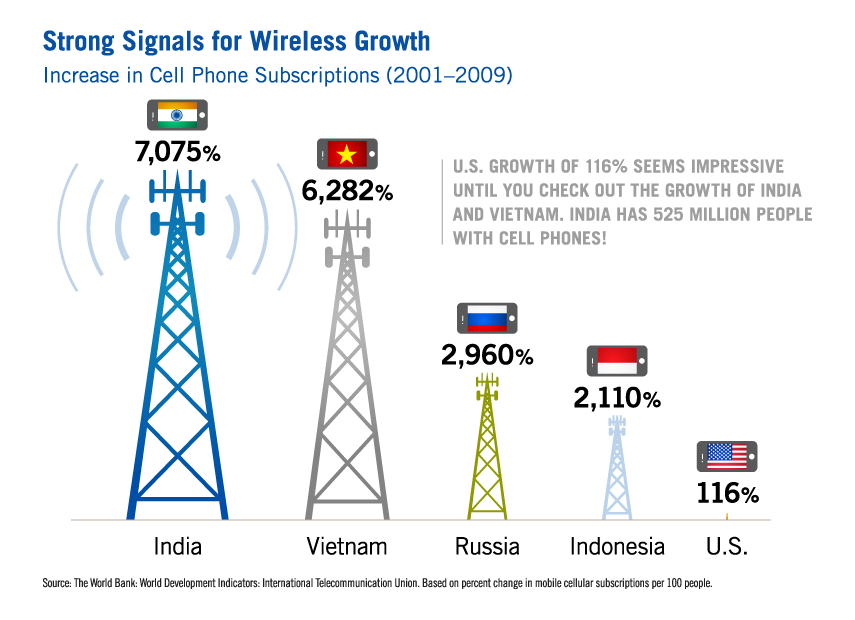 Strong Signals for Wireless Growth
Increase in Cell Phone Subscriptions (2001–2009)
7,075%
6,282%
U.S. GROWTH OF 116% SEEMS IMPRESSIVE
UNTIL YOU CHECK OUT THE GROWTH OF INDIA
AND VIETNAM. INDIA HAS 525 MILLION PEOPLE
WITH CELL PHONES!
2,960%
2,110%
116%
India
Vietnam
Russia
Indonesia
U.S.
Source: The World Bank: World Development Indicators: International Telecommunication Union. Based on percent change in mobile cellular subscriptions per 100 people.